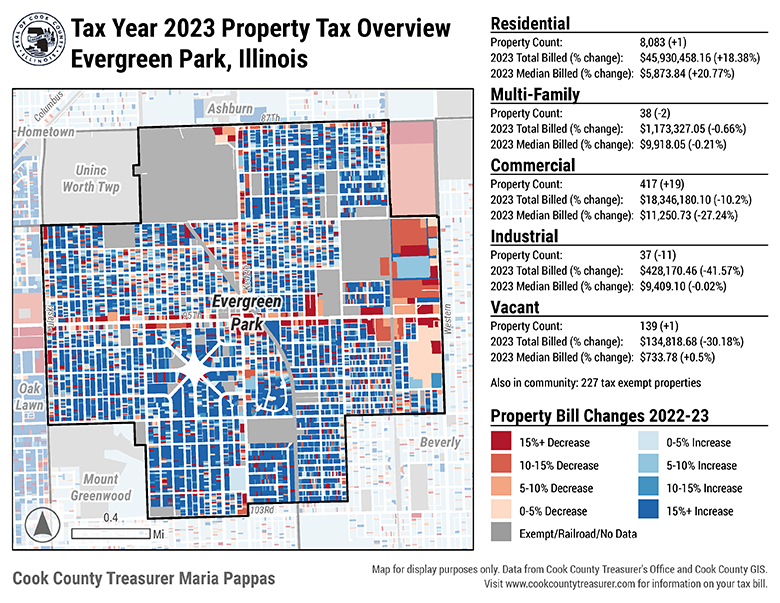 Tax Year 2023 Property Tax Overview
Evergreen Park, Illinois
Residential
Property Count: 8,083 (+1)
2023 Total Billed (% change): $45,930,458.16 (+18.38%)
2023 Median Billed (% change): $5,873.84 (+20.77%)
Multi-Family
Property Count: 38 (-2)
2023 Total Billed (% change): $1,173,327.05 (-0.66%)
2023 Median Billed (% change): $9,918.05 (-0.21%)
Commercial
Property Count: 417 (+19)
2023 Total Billed (% change): $18,346,180.10 (-10.2%)
2023 Median Billed (% change): $11,250.73 (-27.24%)
Industrial
Property Count: 37 (-11)
2023 Total Billed (% change): $428,170.46 (-41.57%)
2023 Median Billed (% change): $9,409.10 (-0.02%)
Vacant
Property Count: 139 (+1)
2023 Total Billed (% change): $134,818.68 (-30.18%)
2023 Median Billed (% change): $733.78 (+0.5%)
Also in community: 227 tax exempt properties
Property Bill Changes 2022-23
15%+ Decrease
10-15% Decrease
5-10% Decrease
0-5% Decrease
Exempt/Railroad/No Data
0-5% Increase
5-10% Increase
10-15% Increase
15%+ Increase
Columbus
Ashburn
87Th
Hometown
Uninc
Worth Twp
Evergreen
Park
95Th
Western
Oak
Lawn
Beverly
Mount
Greenwood
103Rd
0.4
Mi
Cook County Treasurer Maria Pappas
Map for display purposes only. Data from Cook County Treasurer's Office and Cook County GIS.
Visit www.cookcountytreasurer.com for information on your tax bill.